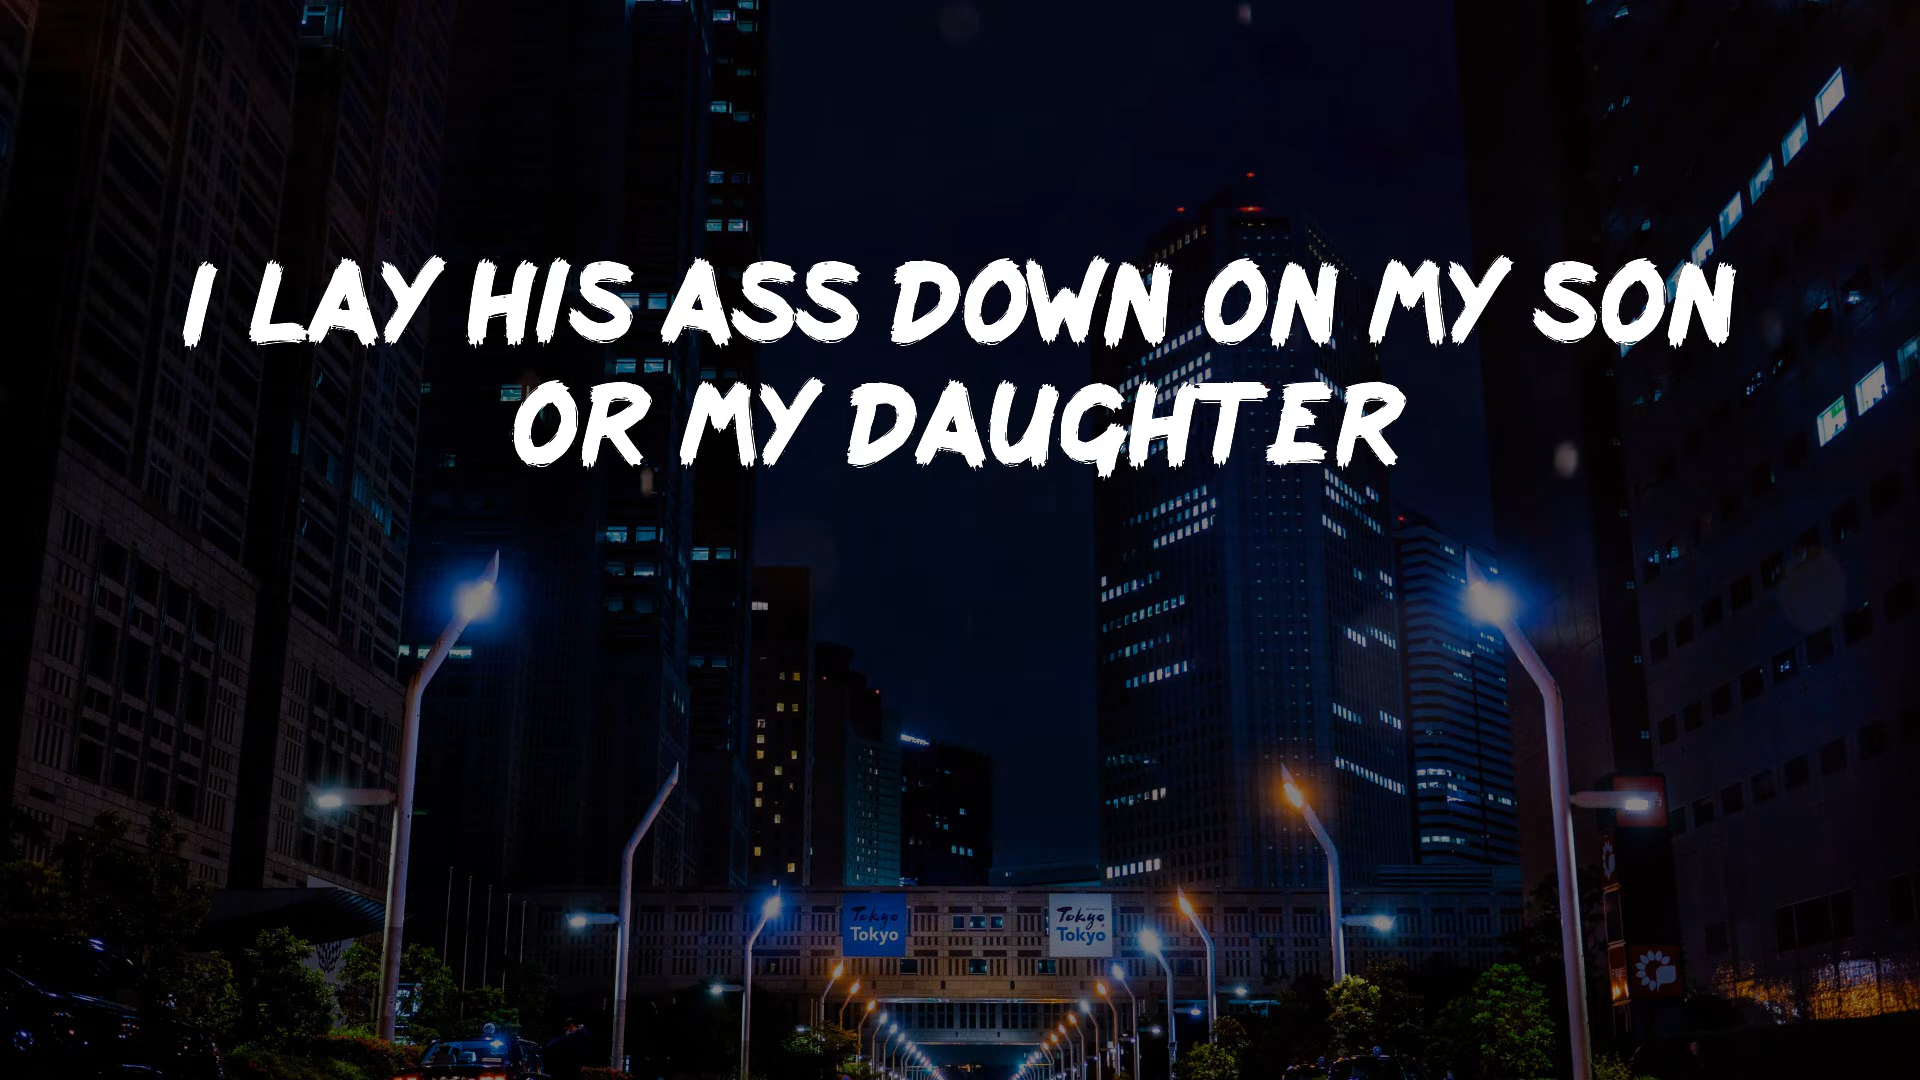 I LAY HIS ASS DOWN ON MY SON
OR MY DAUGHTER
Tokyo
Tokyo
Tokyo
Tokyo